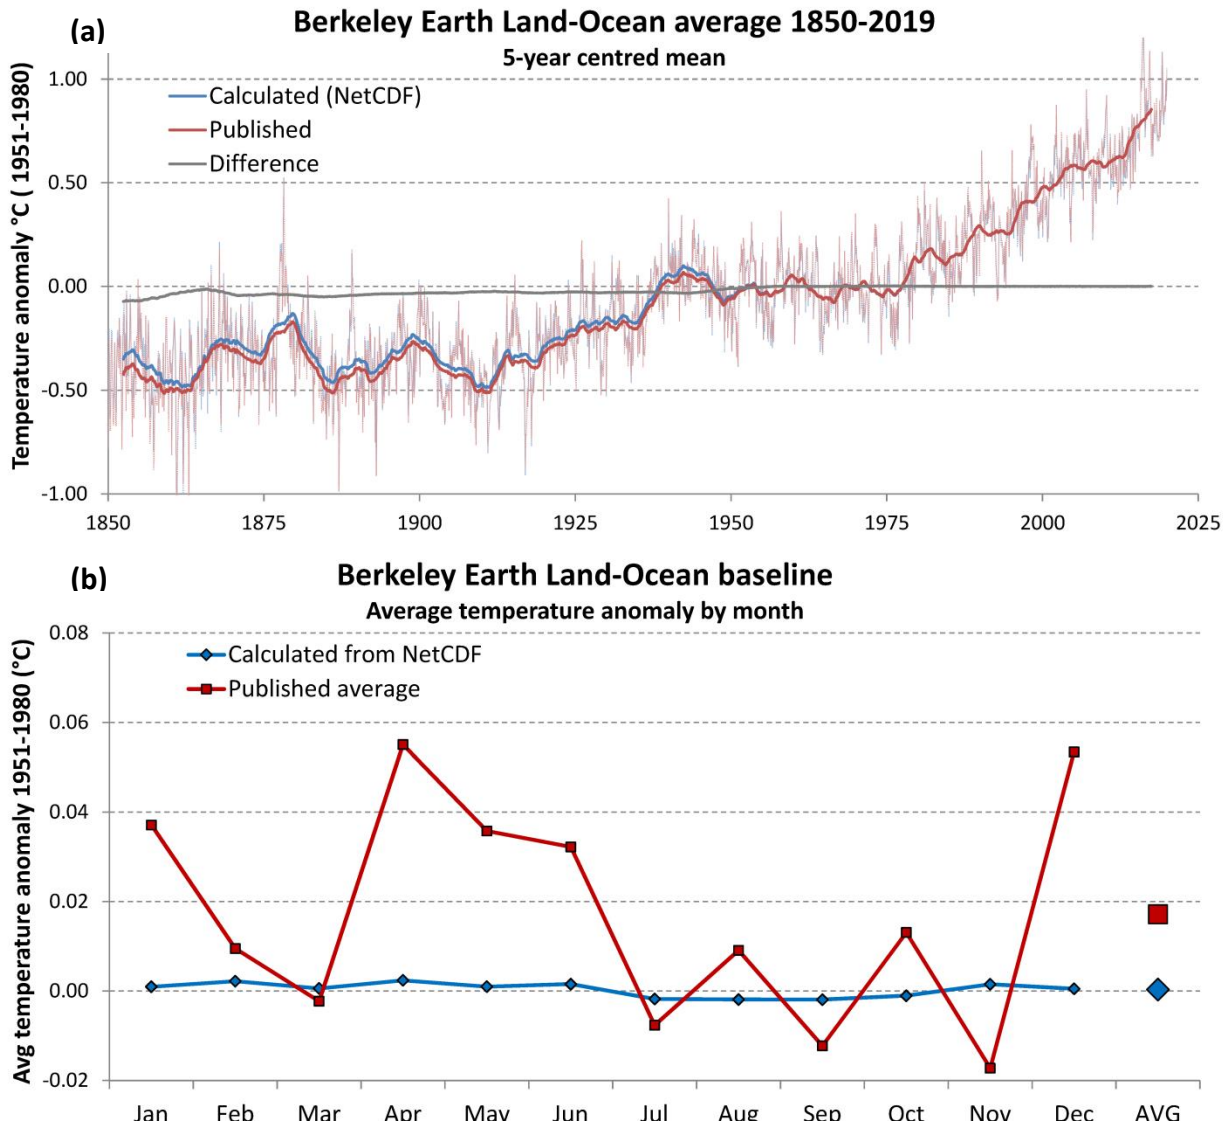 (a)
Berkeley Earth Land-Ocean average 1850-2019
5-year centred mean
Temperature anomaly °C ( 1951-1980)
1.00
0.50
0.00
-0.50
-1.00
Calculated (NetCDF)
Published
Difference
1850 1875 1900 1925 1950 1975 2000 2025
(b)
Berkeley Earth Land-Ocean baseline
Average temperature anomaly by month
Avg temperature anomaly 1951-1980 (°C)
0.08
0.06
0.04
0.02
0.00
-0.02
Calculated from NetCDF
Published average
Jan Feb Mar Apr May Jun Jul Aug Sep Oct Nov Dec AVG